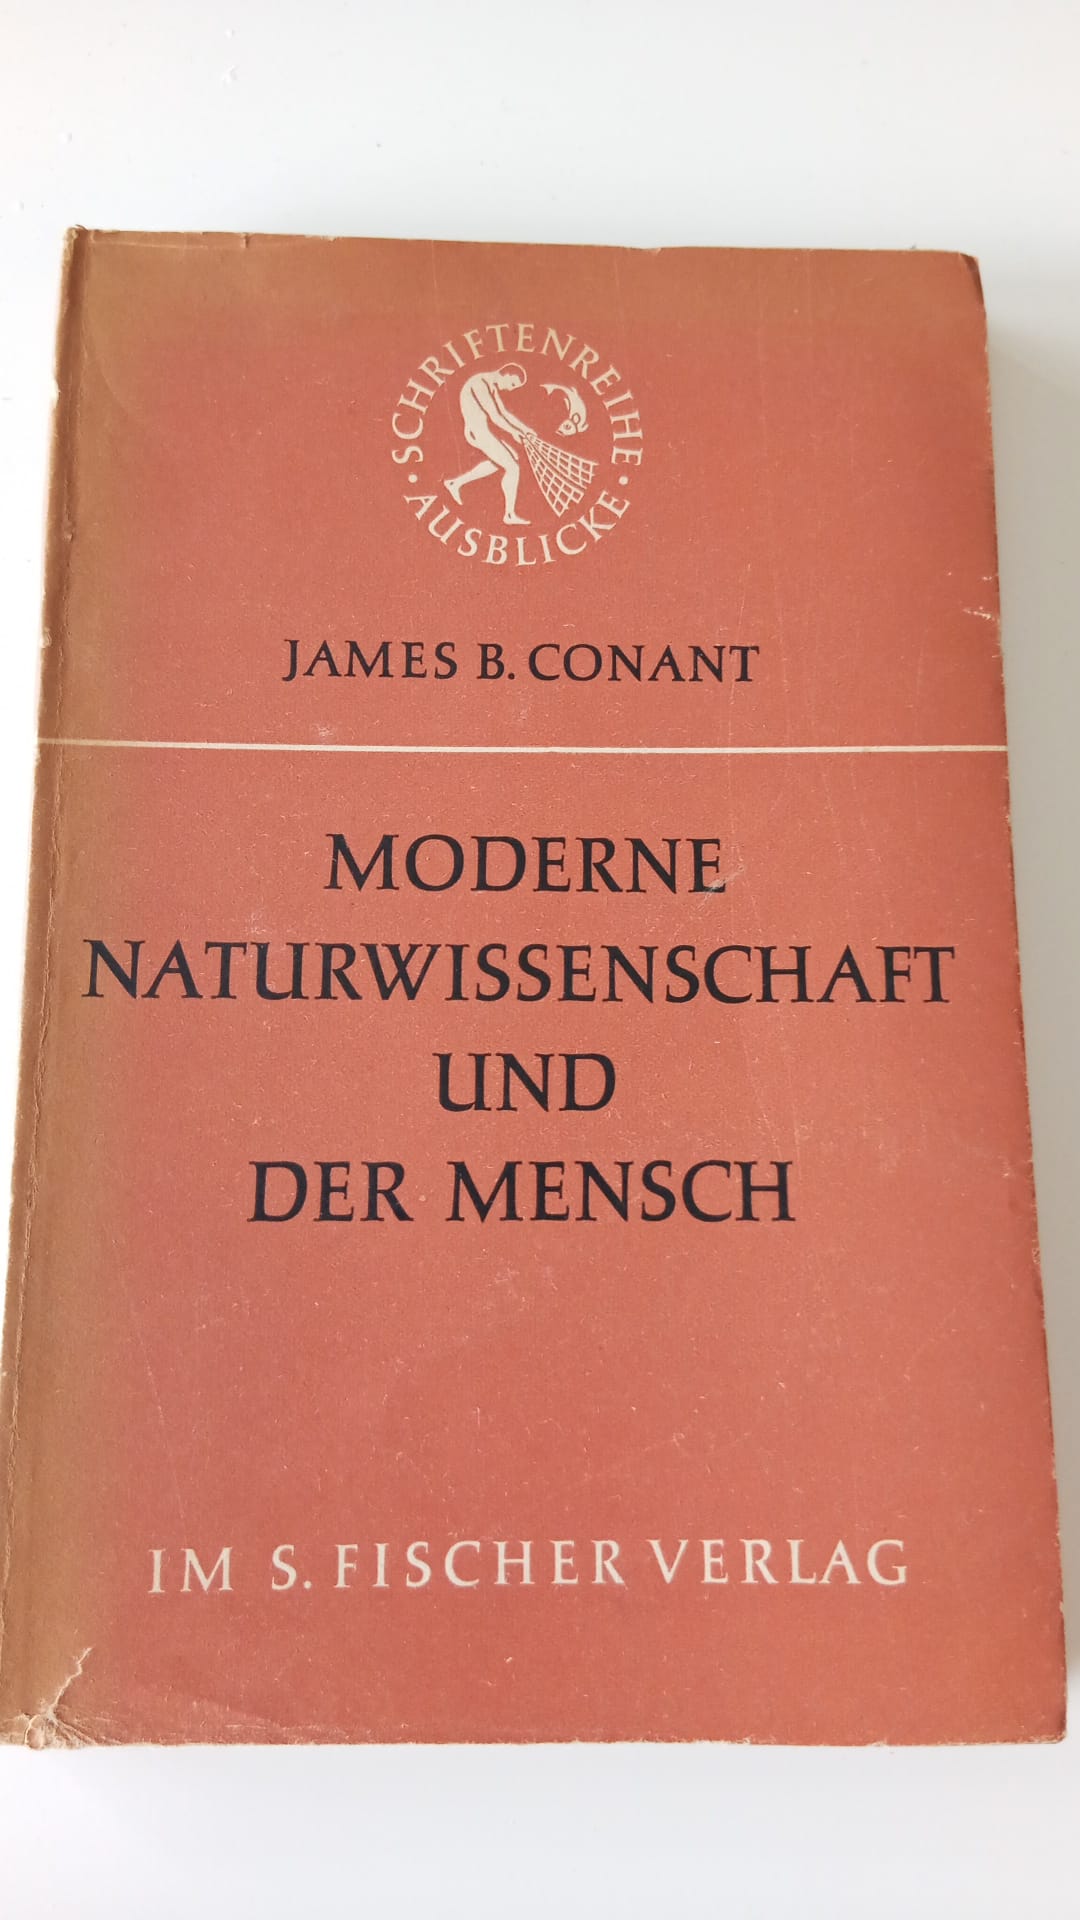 SCHRIFTENREIHE
· AUSBLICKE ·
JAMES B. CONANT
MODERNE
NATURWISSENSCHAFT
UND
DER MENSCH
IM S. FISCHER VERLAG